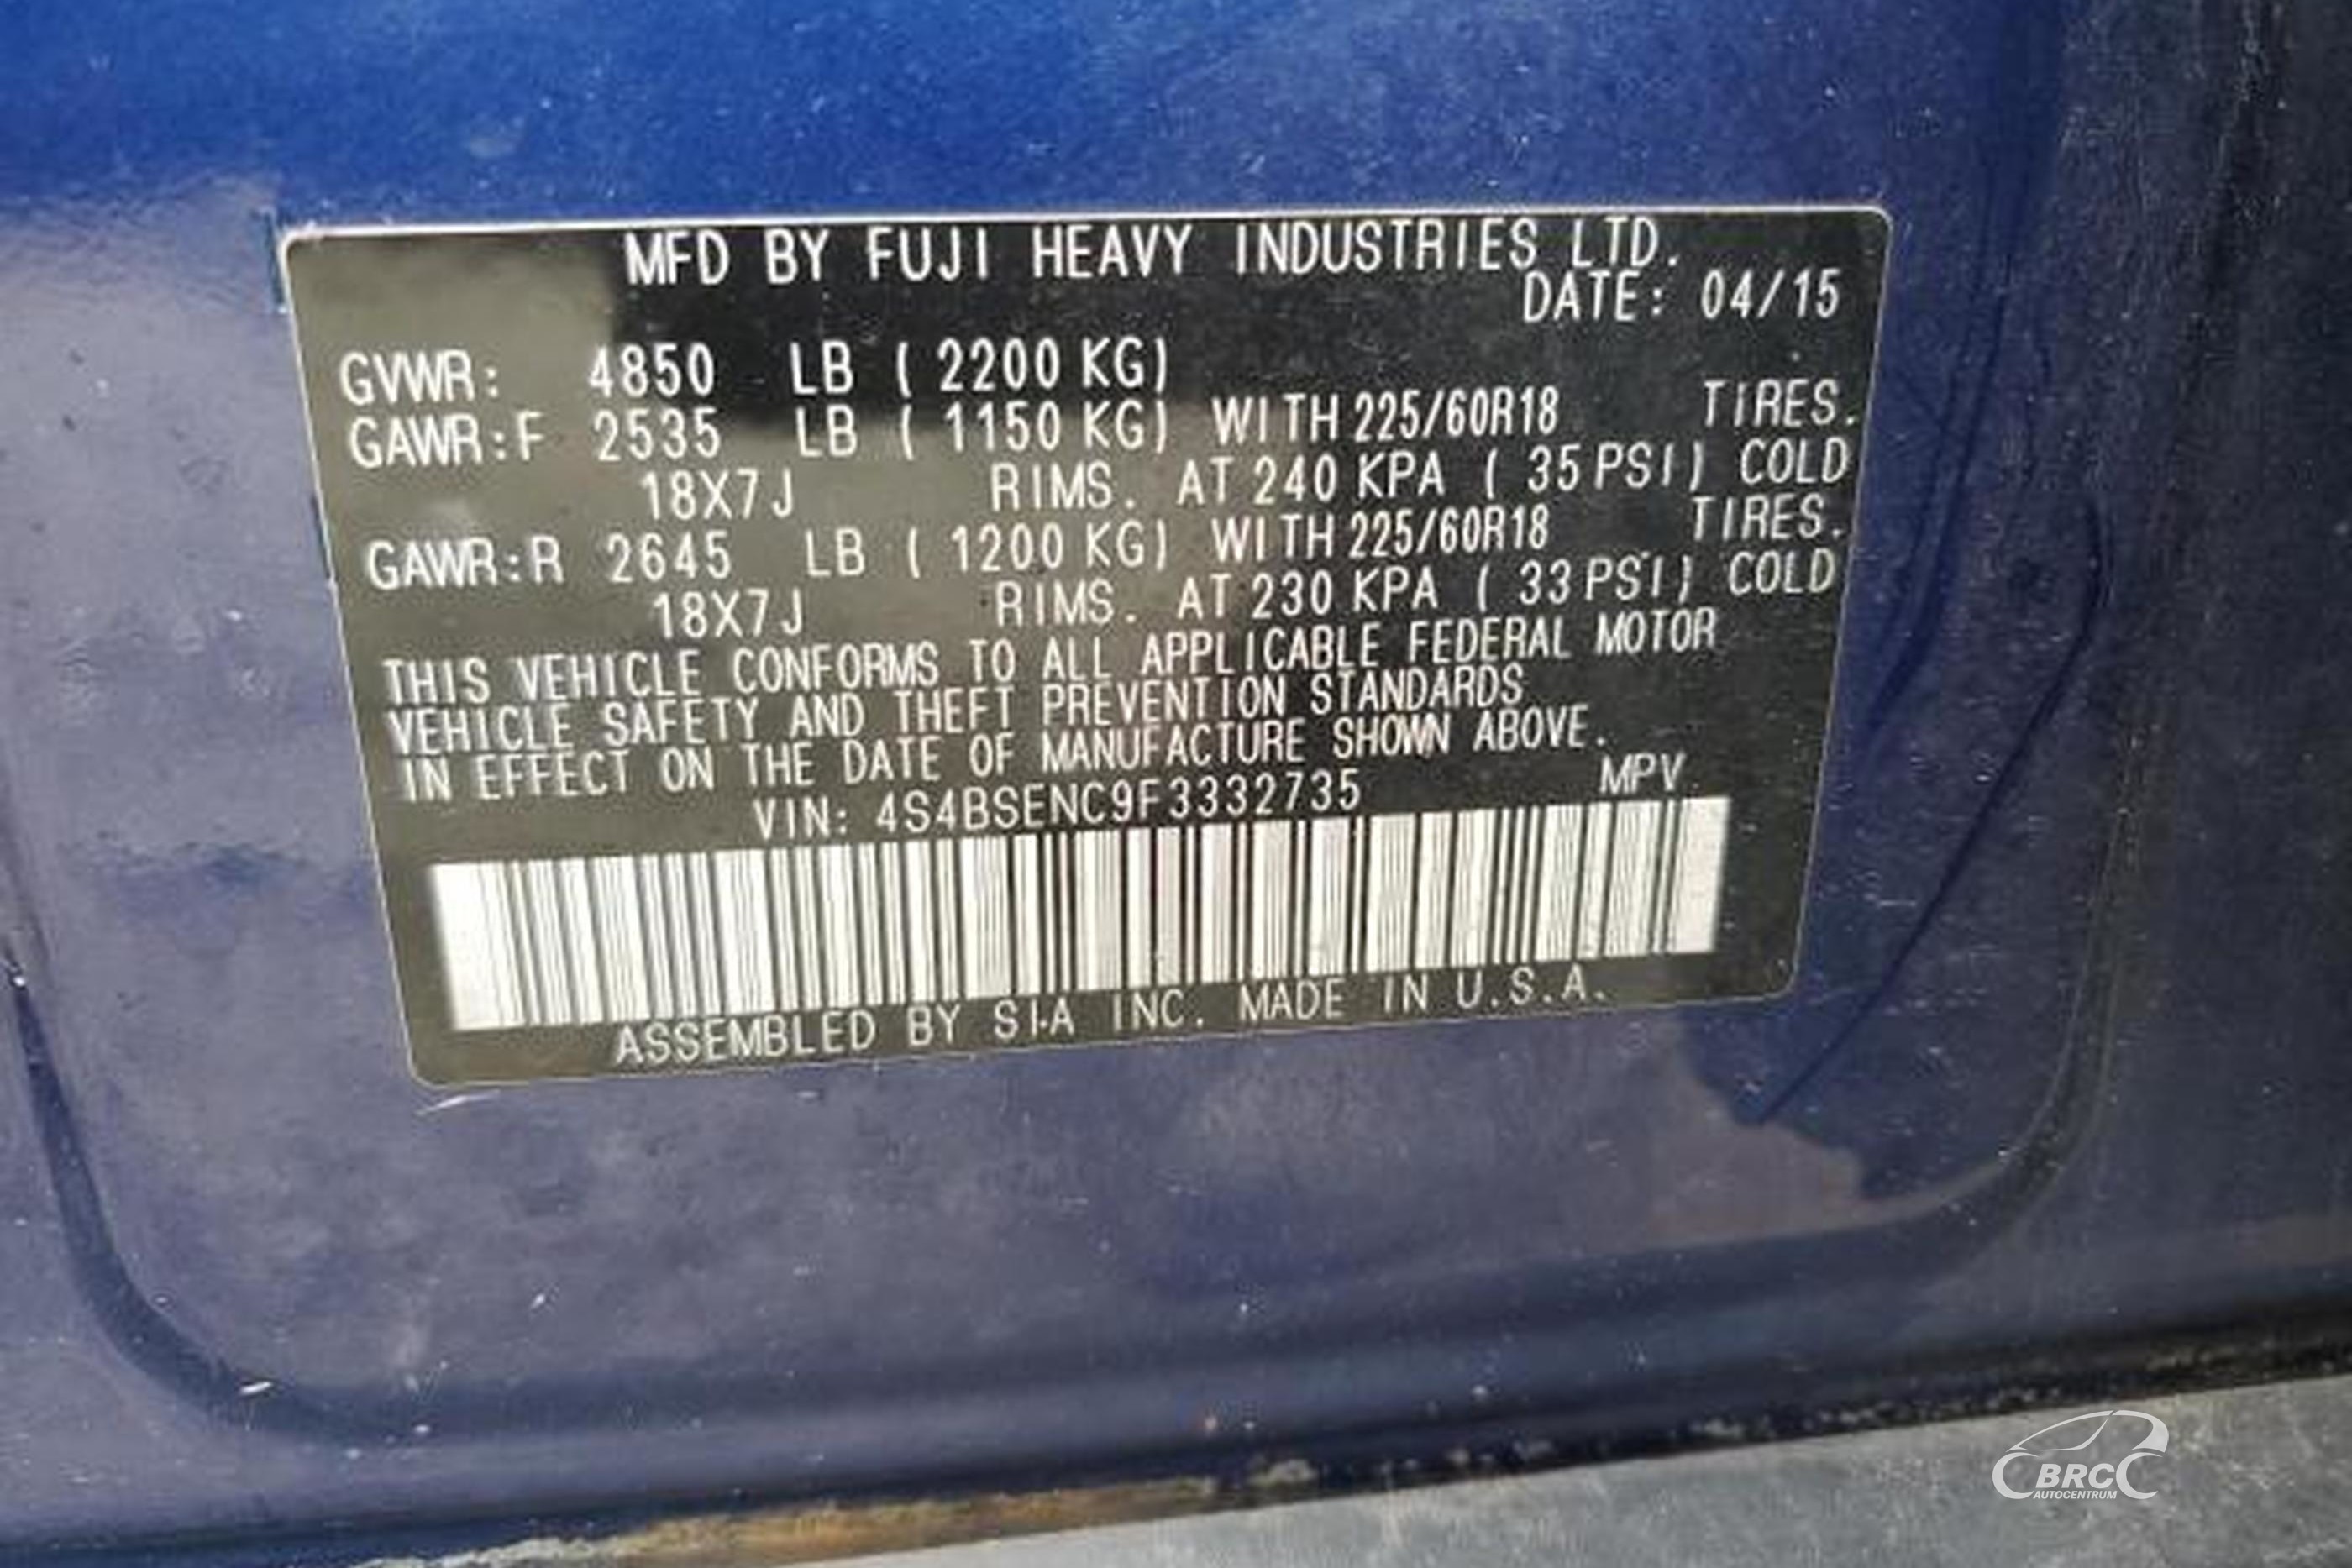 MFD BY FUJI HEAVY INDUSTRIES LTD.
DATE: 04/15
GVWR: 4850 LB ( 2200 KG)
GAWR:F 2535 LB ( 1150 KG) WITH 225/60R18 TIRES.
18X7J RIMS. AT 240 KPA ( 35 PSI) COLD
GAWR:R 2645 LB ( 1200 KG) WITH 225/60R18 TIRES.
18X7J RIMS. AT 230 KPA ( 33 PSI) COLD
THIS VEHICLE CONFORMS TO ALL APPLICABLE FEDERAL MOTOR
VEHICLE SAFETY AND THEFT PREVENTION STANDARDS
IN EFFECT ON THE DATE OF MANUFACTURE SHOWN ABOVE.
VIN: 4S4BSENC9F3332735 MPV
ASSEMBLED BY SIA INC. MADE IN U.S.A.
BRC
AUTOCENTRUM